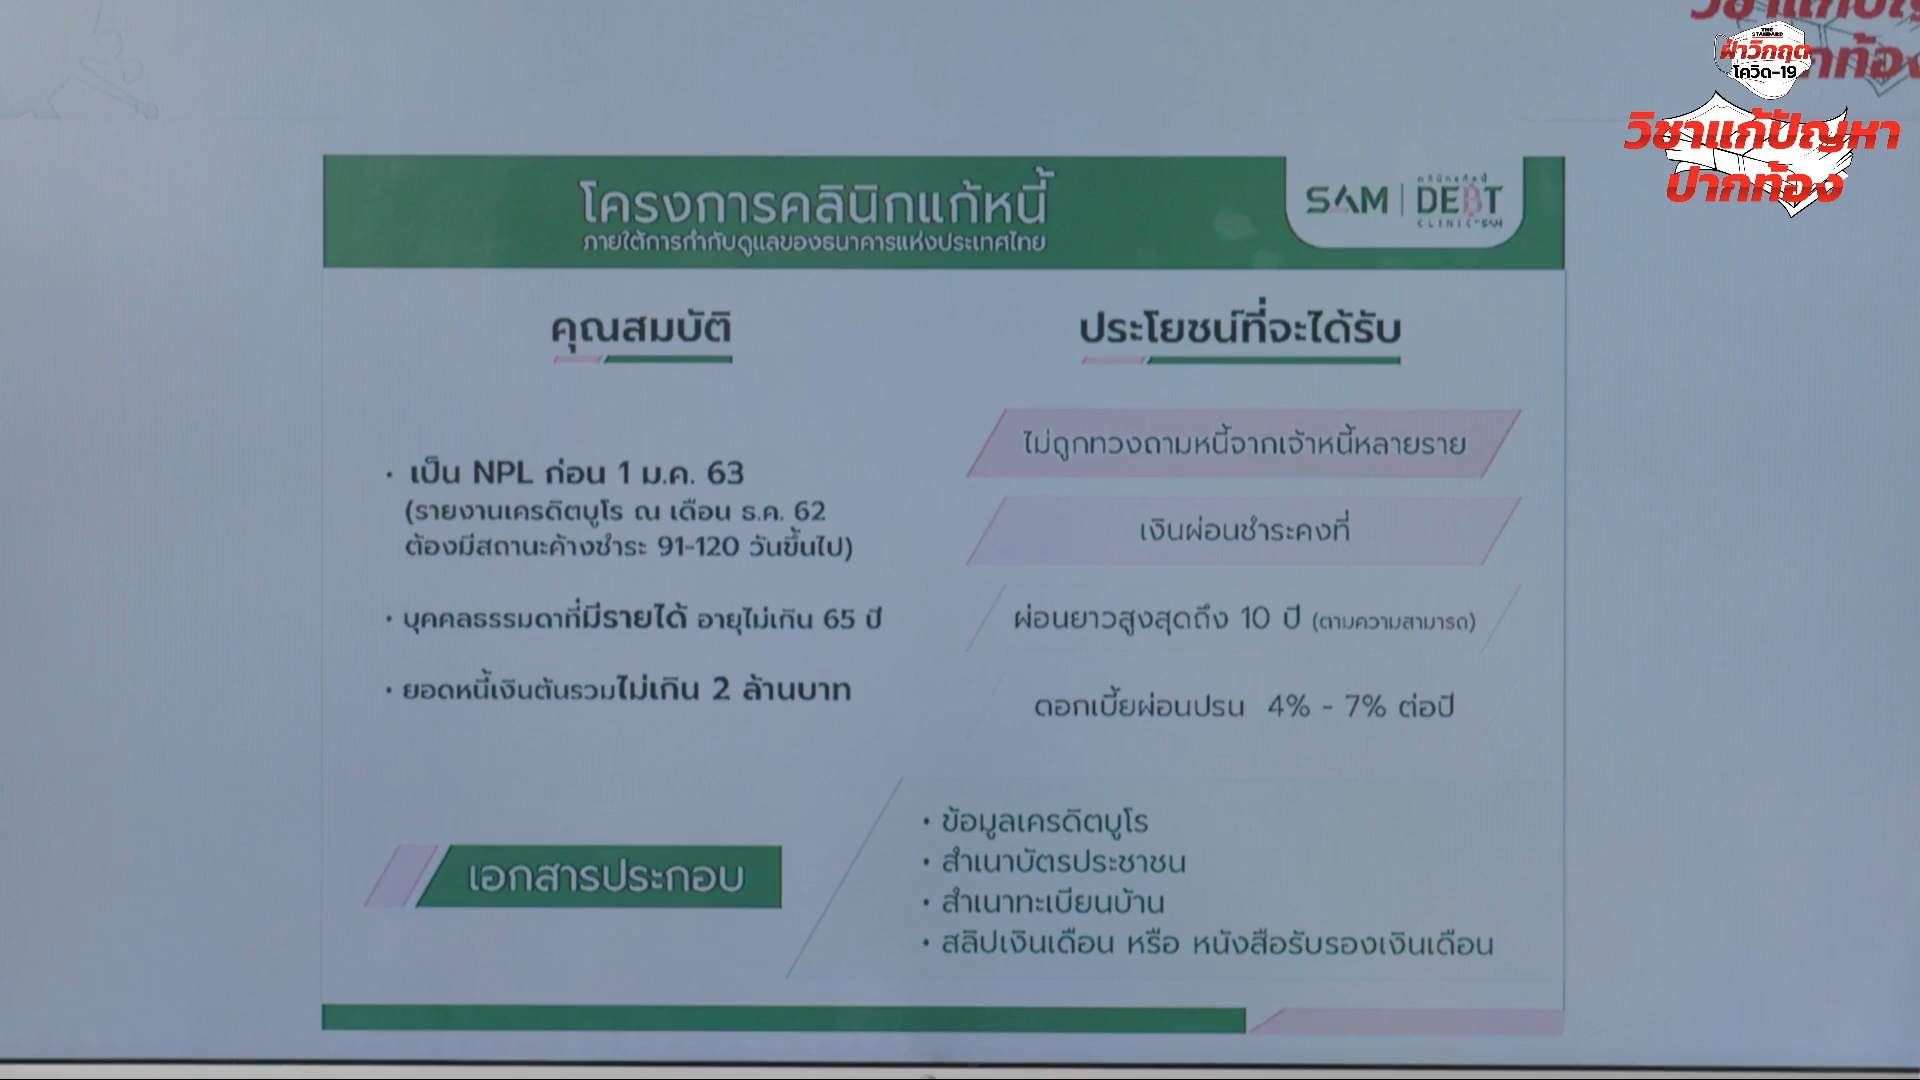 THE STANDARD
ฝ่าวิกฤต
โควิด-19
วิชาแก้ปัญหา
ปากท้อง
โครงการคลินิกแก้หนี้
ภายใต้การกำกับดูแลของธนาคารแห่งประเทศไทย
SAM
คลินิกแก้หนี้
DEBT
CLINIC BY SAM
คุณสมบัติ
• เป็น NPL ก่อน 1 ม.ค. 63
(รายงานเครดิตบูโร ณ เดือน ธ.ค. 62
ต้องมีสถานะค้างชำระ 91-120 วันขึ้นไป)
• บุคคลธรรมดาที่มีรายได้ อายุไม่เกิน 65 ปี
• ยอดหนี้เงินต้นรวมไม่เกิน 2 ล้านบาท
ประโยชน์ที่จะได้รับ
ไม่ถูกทวงถามหนี้จากเจ้าหนี้หลายราย
เงินผ่อนชำระคงที่
ผ่อนยาวสูงสุดถึง 10 ปี (ตามความสามารถ)
ดอกเบี้ยผ่อนปรน 4% - 7% ต่อปี
เอกสารประกอบ
• ข้อมูลเครดิตบูโร
• สำเนาบัตรประชาชน
• สำเนาทะเบียนบ้าน
• สลิปเงินเดือน หรือ หนังสือรับรองเงินเดือน